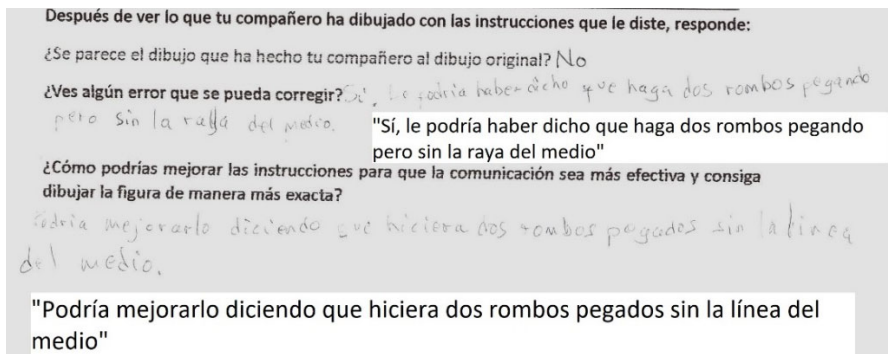 Después de ver lo que tu compañero ha dibujado con las instrucciones que le diste, responde:
¿Se parece el dibujo que ha hecho tu compañero al dibujo original? No
¿Ves algún error que se pueda corregir? Sí, le podría haber dicho que haga dos rombos pegando
pero sin la ralla del medio.
"Sí, le podría haber dicho que haga dos rombos pegando
pero sin la raya del medio"
¿Cómo podrías mejorar las instrucciones para que la comunicación sea más efectiva y consiga
dibujar la figura de manera más exacta?
Podría mejorarlo diciendo que hiciera dos rombos pegados sin la linea
del medio.
"Podría mejorarlo diciendo que hiciera dos rombos pegados sin la línea del
medio"